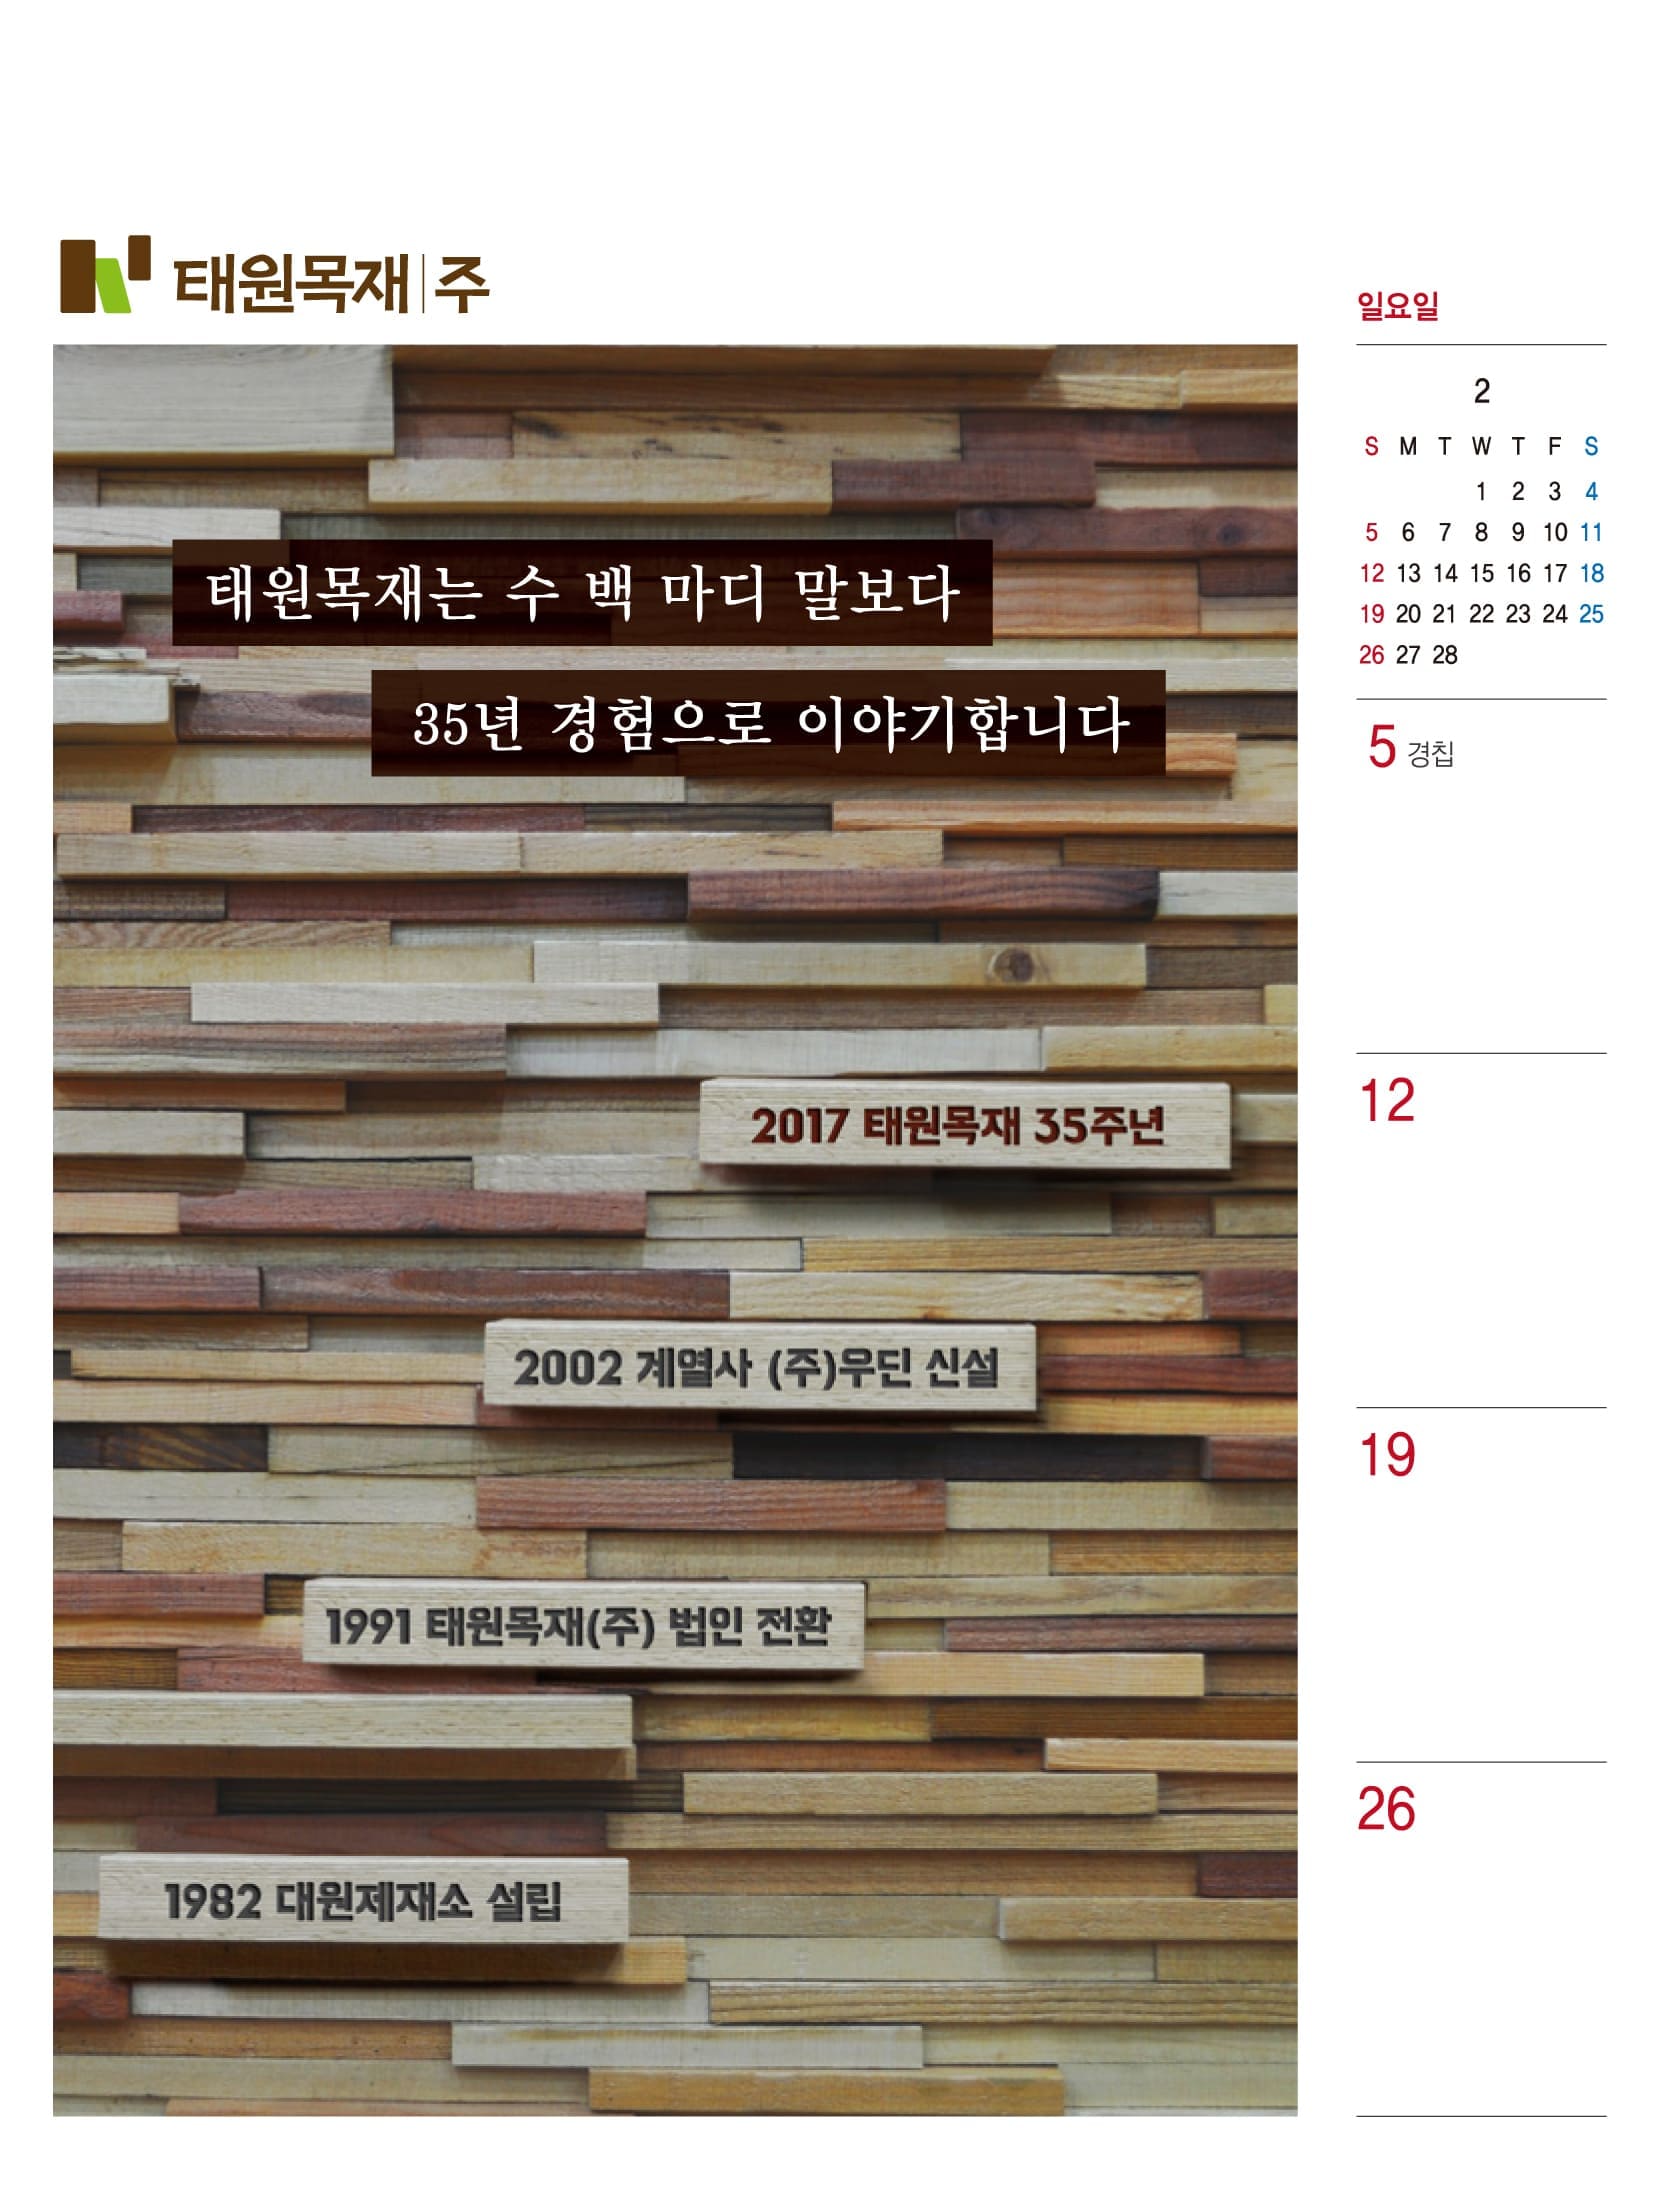 태원목재|주
태원목재는 수 백 마디 말보다
35년 경험으로 이야기합니다
2017 태원목재 35주년
2002 계열사 (주)우딘 신설
1991 태원목재(주) 법인 전환
1982 대원제재소 설립
일요일
2
S M T W T F S
1 2 3 4
5 6 7 8 9 10 11
12 13 14 15 16 17 18
19 20 21 22 23 24 25
26 27 28
5 경칩
12
19
26